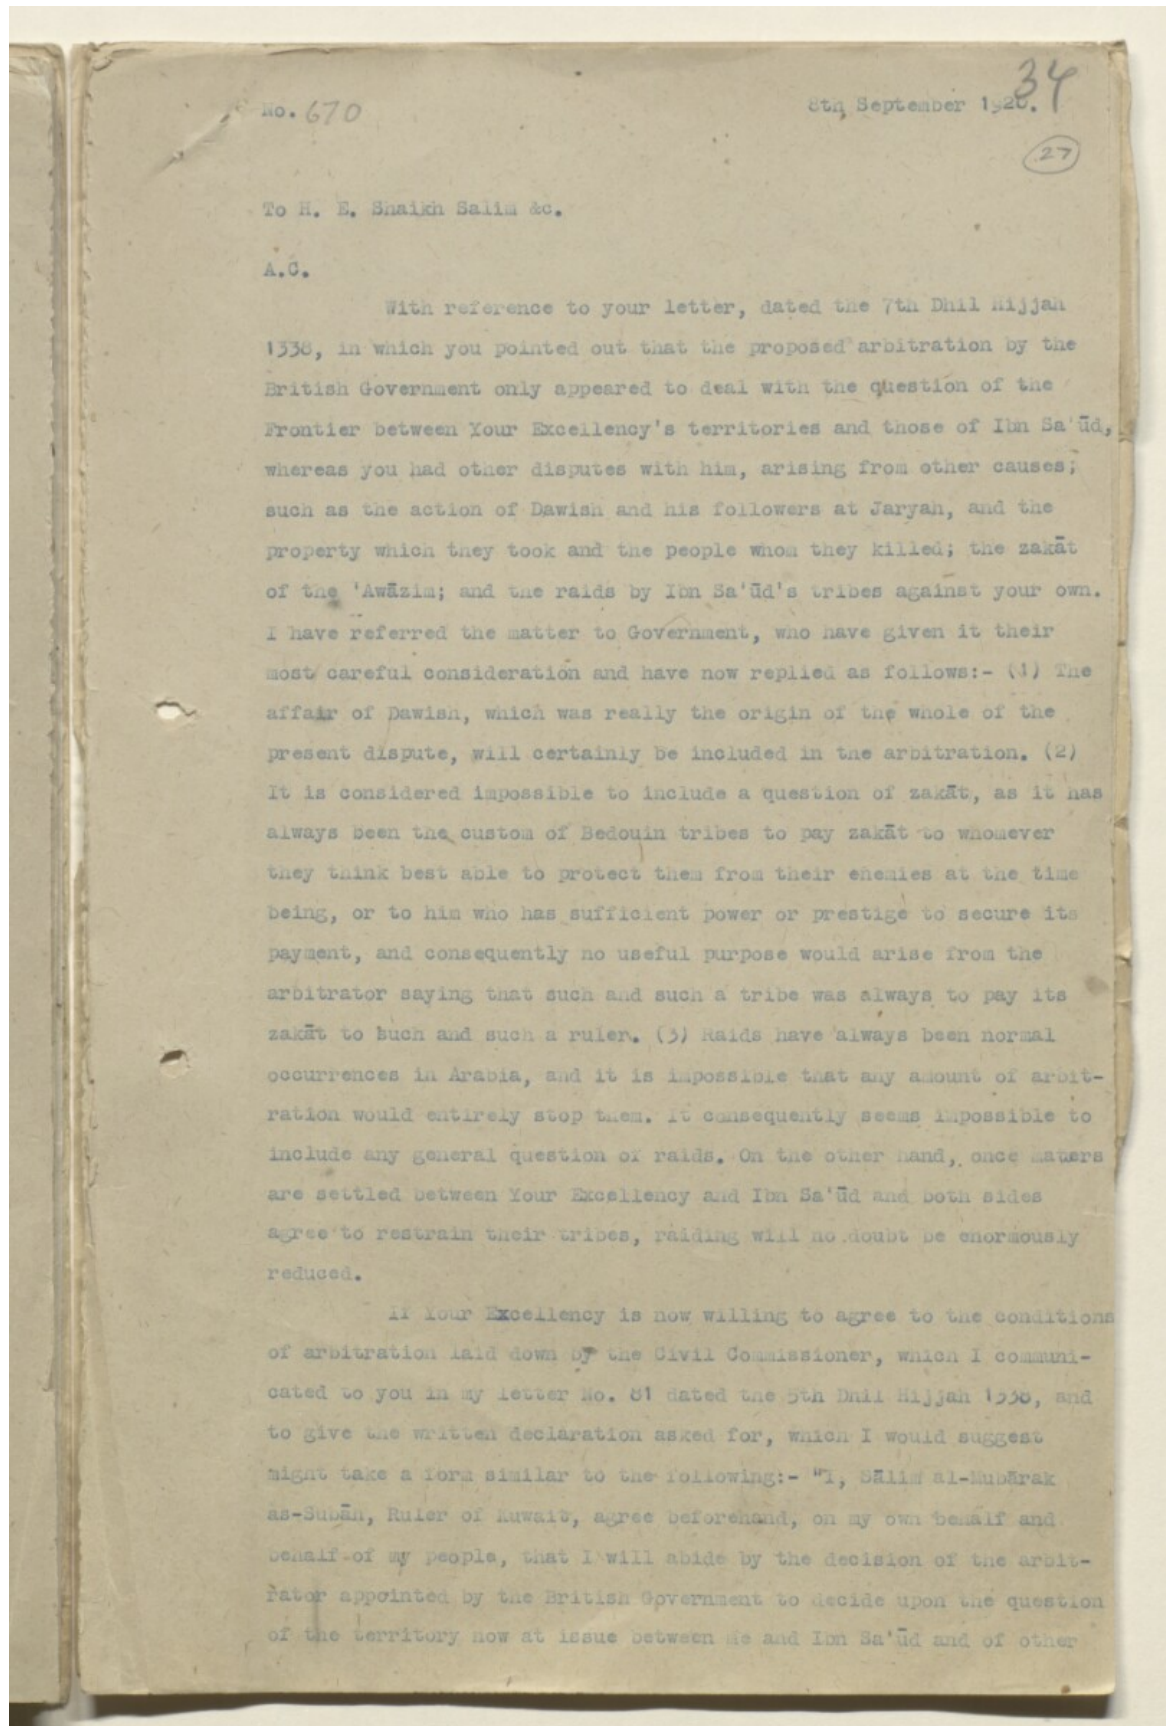 34
No. 670
8th September 1920.
27
To H. E. Shaikh Salim &c.
A.C.
With reference to your letter, dated the 7th Dhil Hijjah
1338, in which you pointed out that the proposed arbitration by the
British Government only appeared to deal with the question of the
Frontier between Your Excellency's territories and those of Ibn Sa'ūd,
whereas you had other disputes with him, arising from other causes;
such as the action of Dawish and his followers at Jaryah, and the
property which they took and the people whom they killed; the zakāt
of the 'Awāzim; and the raids by Ibn Sa'ūd's tribes against your own.
I have referred the matter to Government, who have given it their
most careful consideration and have now replied as follows:- (1) The
affair of Dawish, which was really the origin of the whole of the
present dispute, will certainly be included in the arbitration. (2)
It is considered impossible to include a question of zakāt, as it has
always been the custom of Bedouin tribes to pay zakāt to whomever
they think best able to protect them from their enemies at the time
being, or to him who has sufficient power or prestige to secure its
payment, and consequently no useful purpose would arise from the
arbitrator saying that such and such a tribe was always to pay its
zakāt to such and such a ruler. (3) Raids have always been normal
occurrences in Arabia, and it is impossible that any amount of arbit-
ration would entirely stop them. It consequently seems impossible to
include any general question of raids. On the other hand, once matters
are settled between Your Excellency and Ibn Sa'ūd and both sides
agree to restrain their tribes, raiding will no doubt be enormously
reduced.
If Your Excellency is now willing to agree to the conditions
of arbitration laid down by the Civil Commissioner, which I communi-
cated to you in my letter No. 81 dated the 5th Dhil Hijjah 1338, and
to give the written declaration asked for, which I would suggest
might take a form similar to the following:- "I, Sālim al-Mubārak
as-Subāh, Ruler of Kuwait, agree beforehand, on my own behalf and
behalf of my people, that I will abide by the decision of the arbit-
rator appointed by the British Government to decide upon the question
of the territory now at issue between me and Ibn Sa'ūd and of other